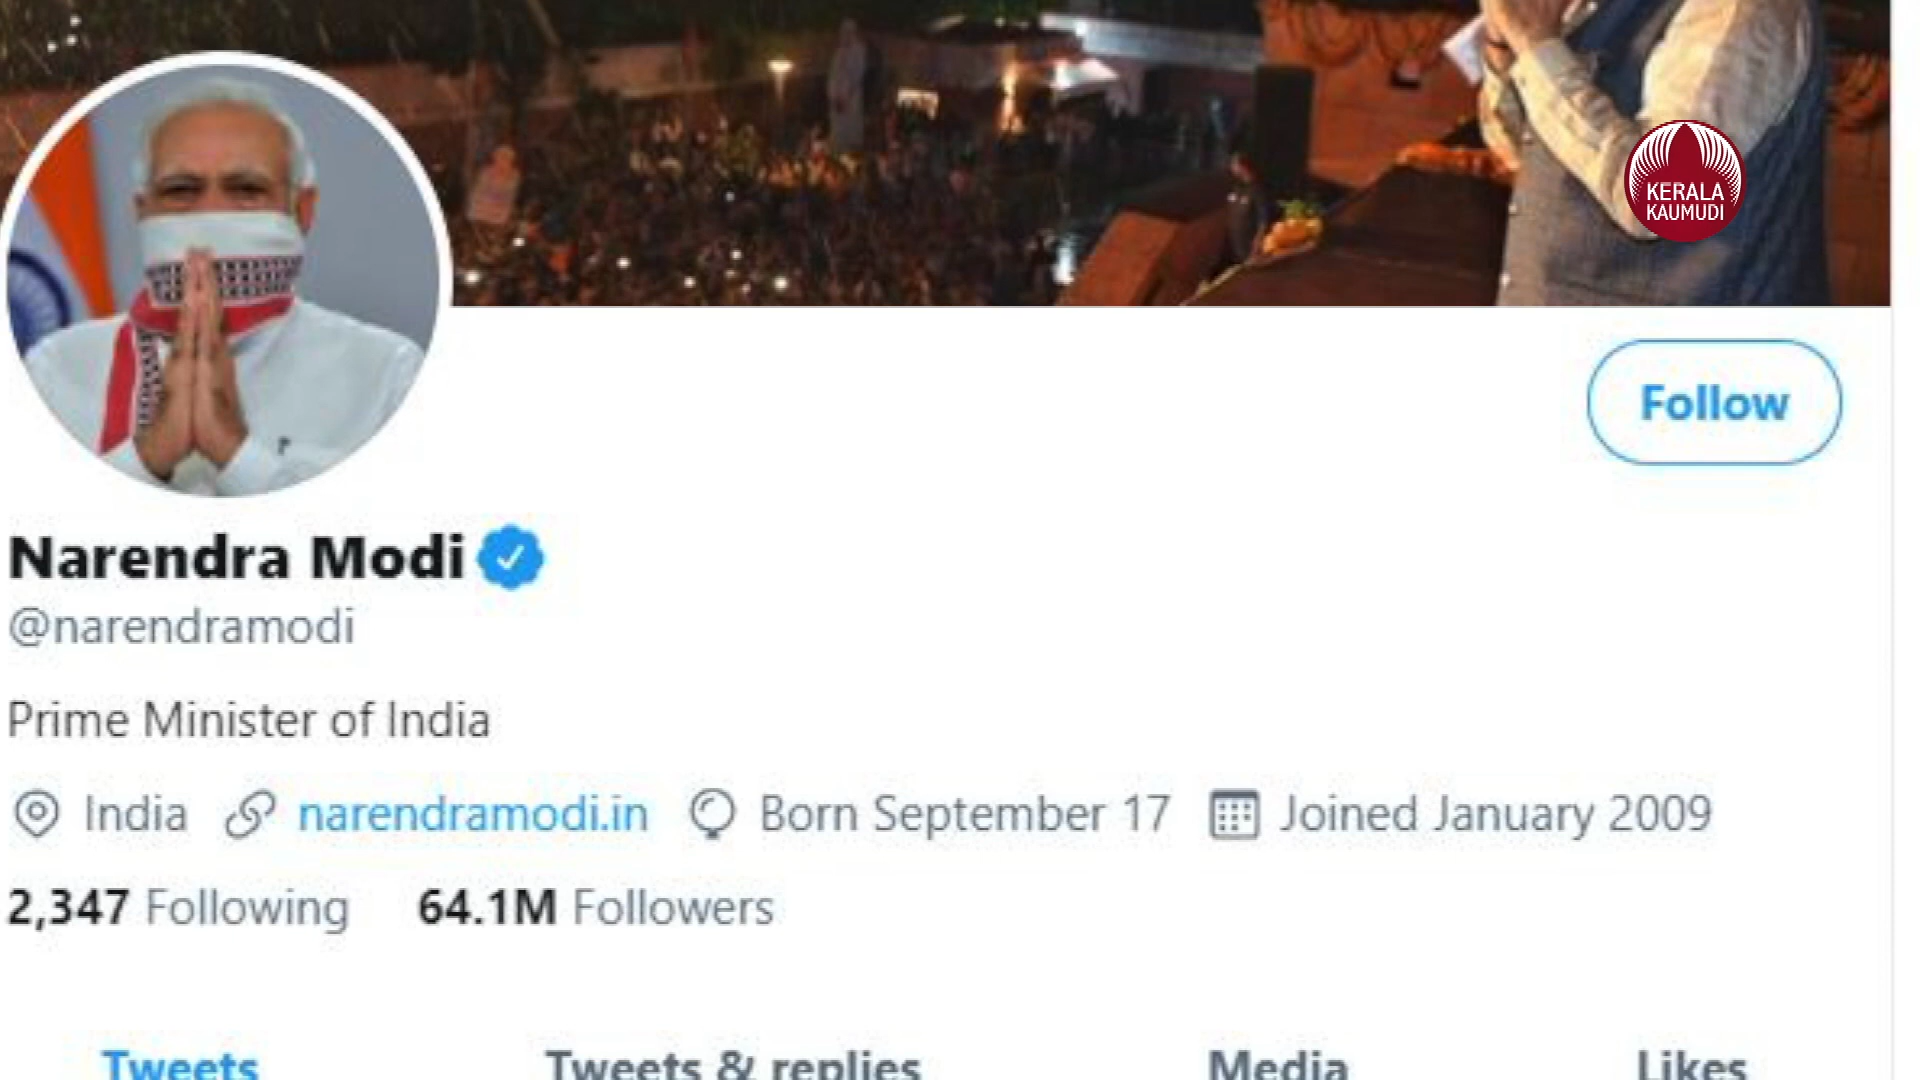 KERALA
KAUMUDI
Follow
Narendra Modi
@narendramodi
Prime Minister of India
India narendramodi.in Born September 17 Joined January 2009
2,347 Following 64.1M Followers
Tweets Tweets & replies Media Likes